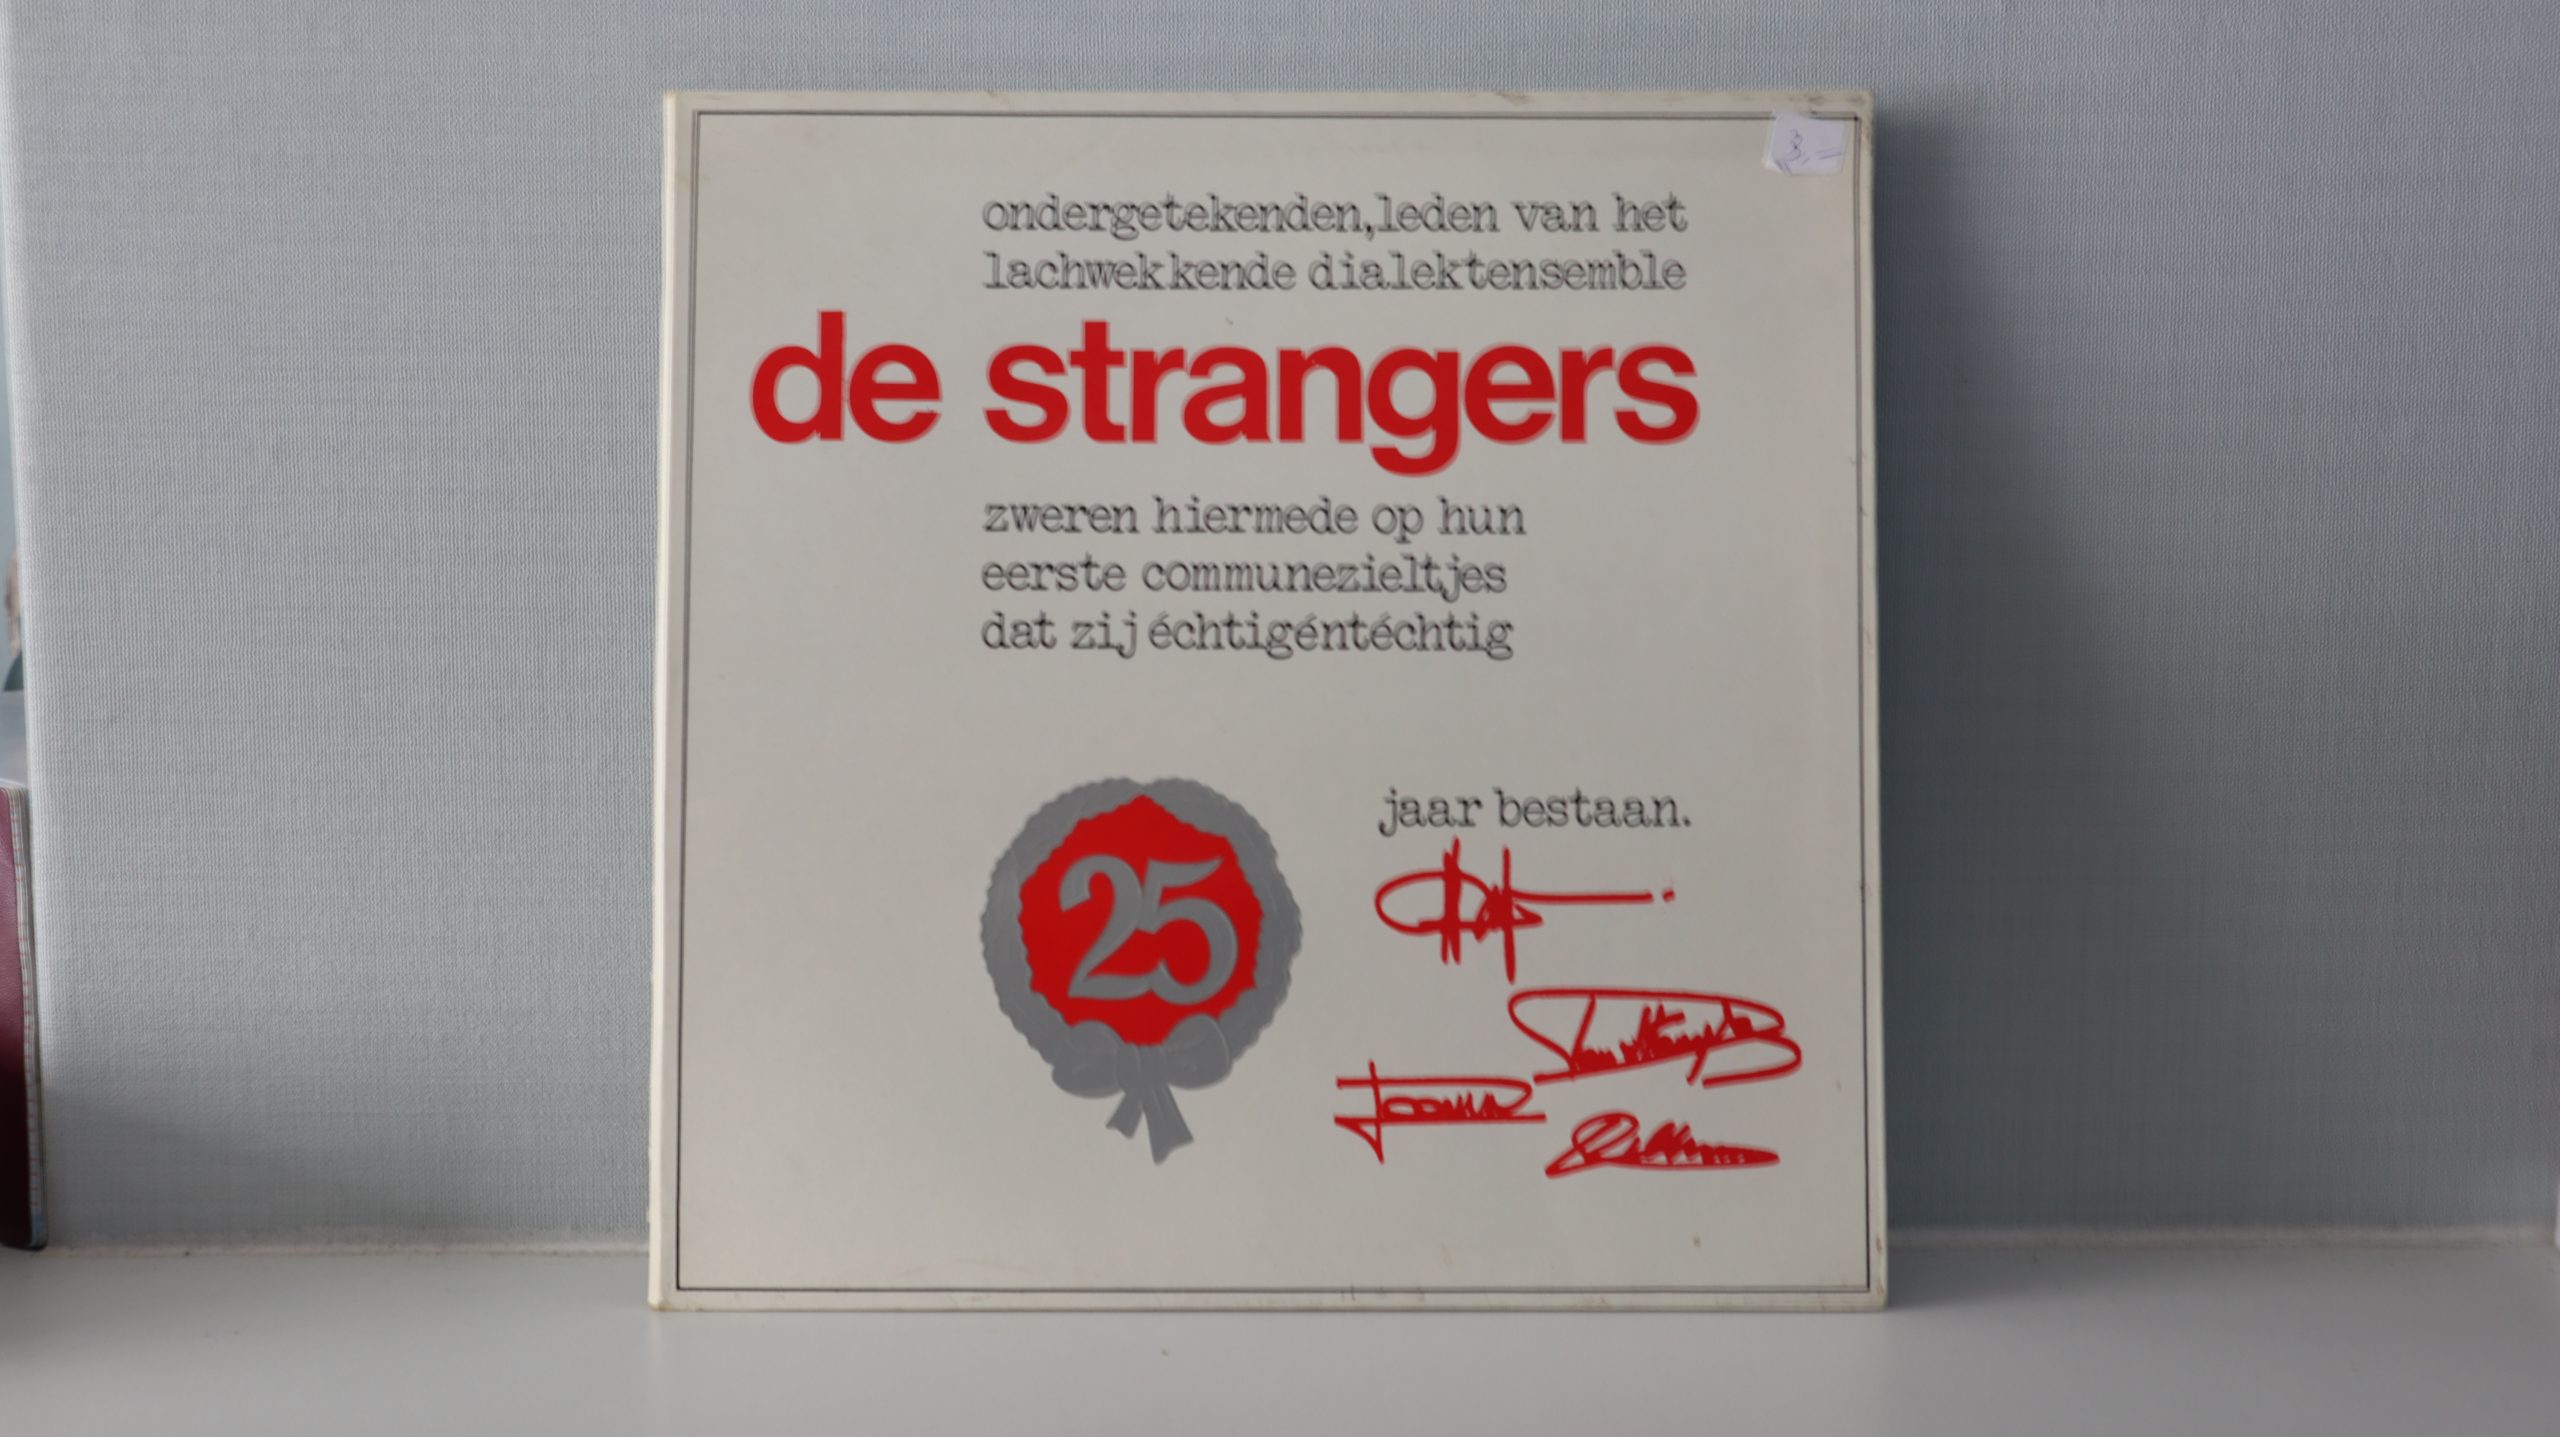 3,=
ondergetekenden, leden van het
lachwekkende dialektensemble
de strangers
zweren hiermede op hun
eerste communezieltjes
dat zij échtigéntéchtig
25
jaar bestaan.